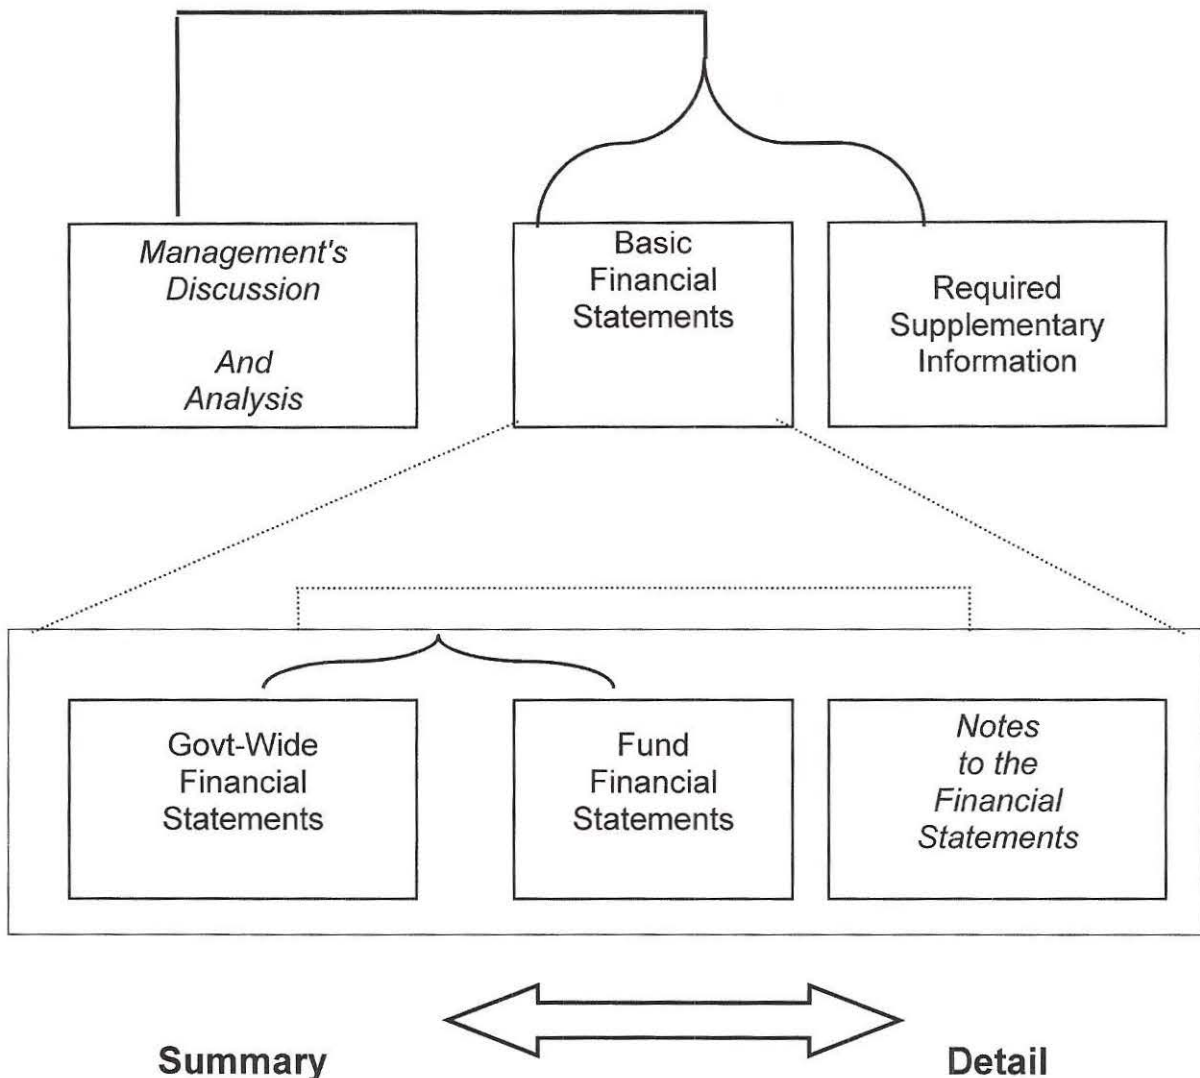 Management's
Discussion
And
Analysis
Basic
Financial
Statements
Required
Supplementary
Information
Govt-Wide
Financial
Statements
Fund
Financial
Statements
Notes
to the
Financial
Statements
Summary
Detail